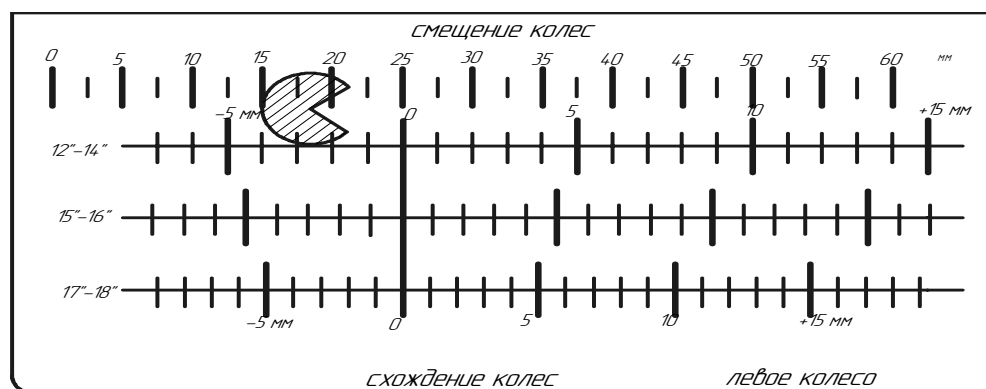 смещение колес
0 5 10 15 20 25 30 35 40 45 50 55 60 мм
-5 мм 0 5 10 +15 мм
12"-14"
15"-16"
17"-18"
-5 мм 0 5 10 +15 мм
схождение колес левое колесо